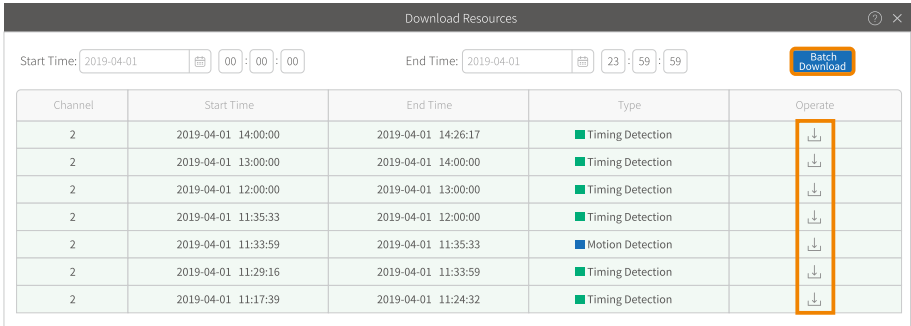 Download Resources
Start Time: 2019-04-01 00 : 00 : 00 End Time: 2019-04-01 23 : 59 : 59 Batch Download
Channel Start Time End Time Type Operate
2 2019-04-01 14:00:00 2019-04-01 14:26:17 Timing Detection
2 2019-04-01 13:00:00 2019-04-01 14:00:00 Timing Detection
2 2019-04-01 12:00:00 2019-04-01 13:00:00 Timing Detection
2 2019-04-01 11:35:33 2019-04-01 12:00:00 Timing Detection
2 2019-04-01 11:33:59 2019-04-01 11:35:33 Motion Detection
2 2019-04-01 11:29:16 2019-04-01 11:33:59 Timing Detection
2 2019-04-01 11:17:39 2019-04-01 11:24:32 Timing Detection